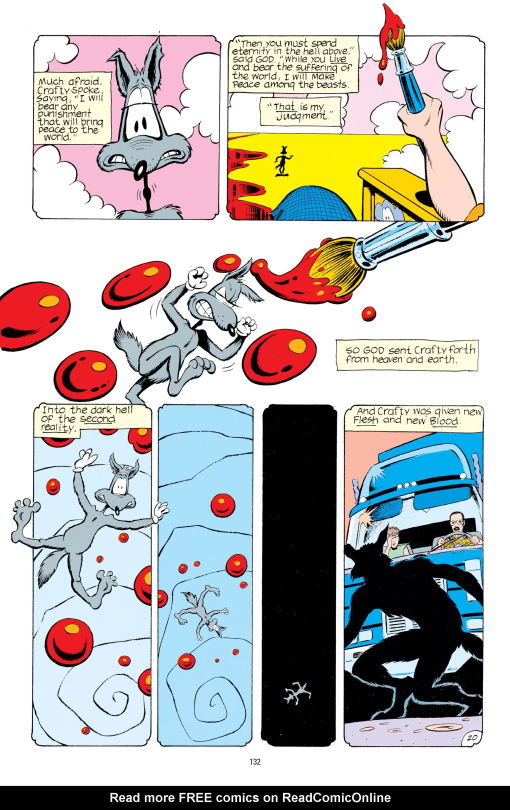 Much afraid,
Crafty Spoke,
saying, "I will
bear any
punishment
that will bring
peace to the
world."
"Then you must spend
eternity in the hell above,"
said GOD. "While you Live
and bear the suffering of
the world, I will Make
Peace among the beasts.
"That is my
Judgment."
SO GOD sent Crafty forth
from heaven and earth.
Into the dark hell
of the second
reality.
And Crafty was given new
Flesh and new Blood.
20
132
Read more FREE comics on ReadComicOnline